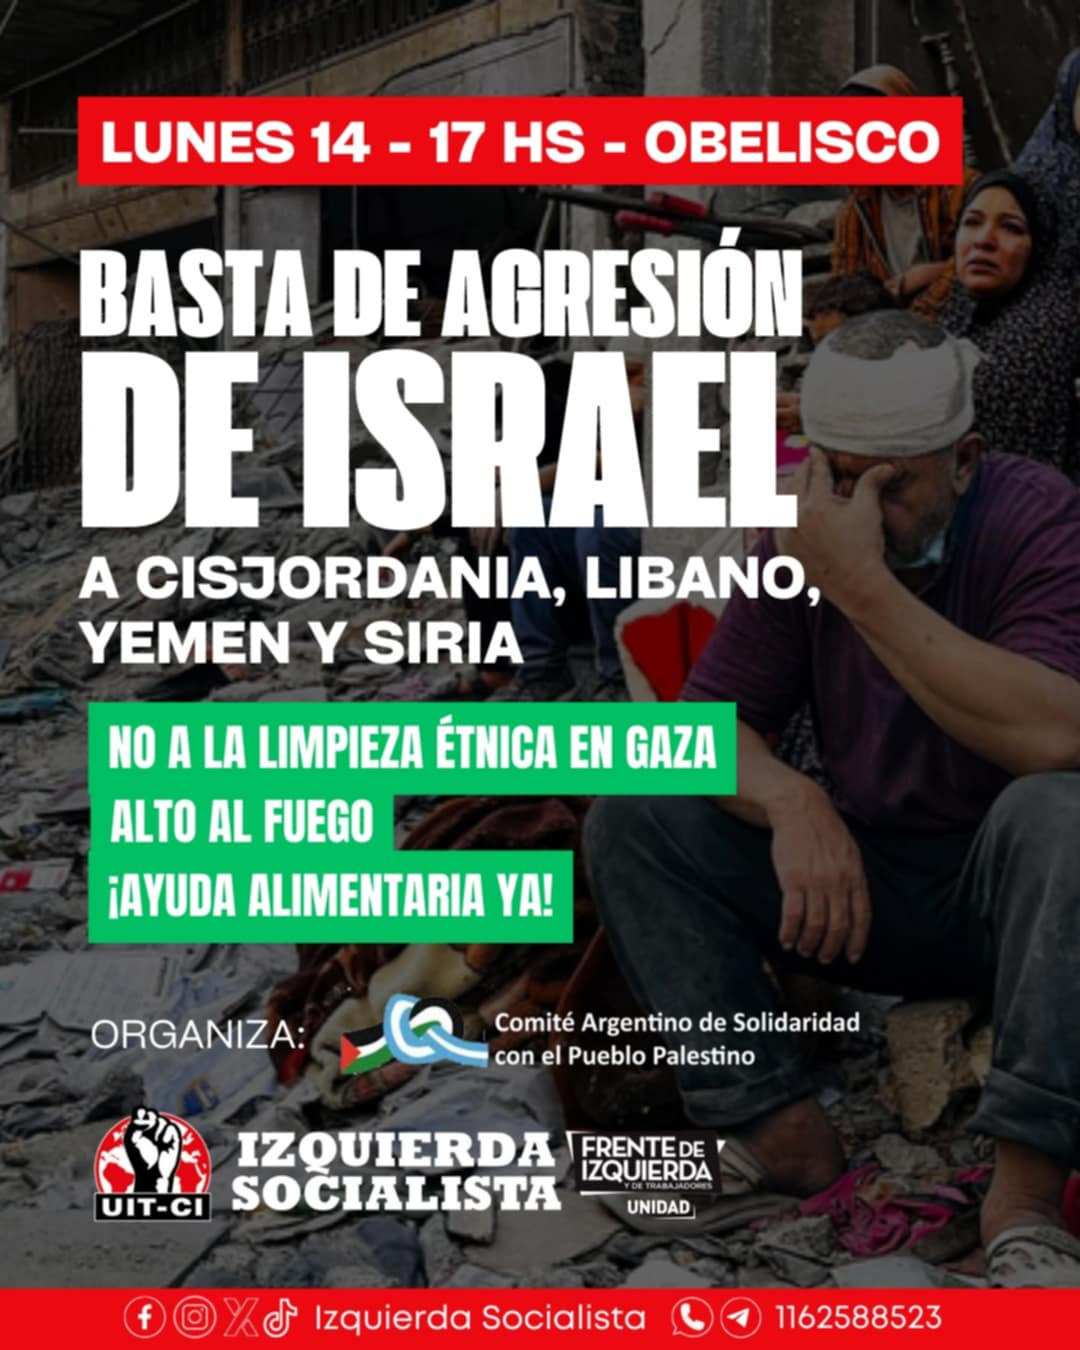 LUNES 14 - 17 HS - OBELISCO
BASTA DE AGRESIÓN
DE ISRAEL
A CISJORDANIA, LIBANO,
YEMEN Y SIRIA
NO A LA LIMPIEZA ÉTNICA EN GAZA
ALTO AL FUEGO
¡AYUDA ALIMENTARIA YA!
ORGANIZA:
Comité Argentino de Solidaridad
con el Pueblo Palestino
UIT-CI
IZQUIERDA
SOCIALISTA
FRENTE DE
IZQUIERDA
Y DE TRABAJADORES
UNIDAD
Izquierda Socialista 1162588523